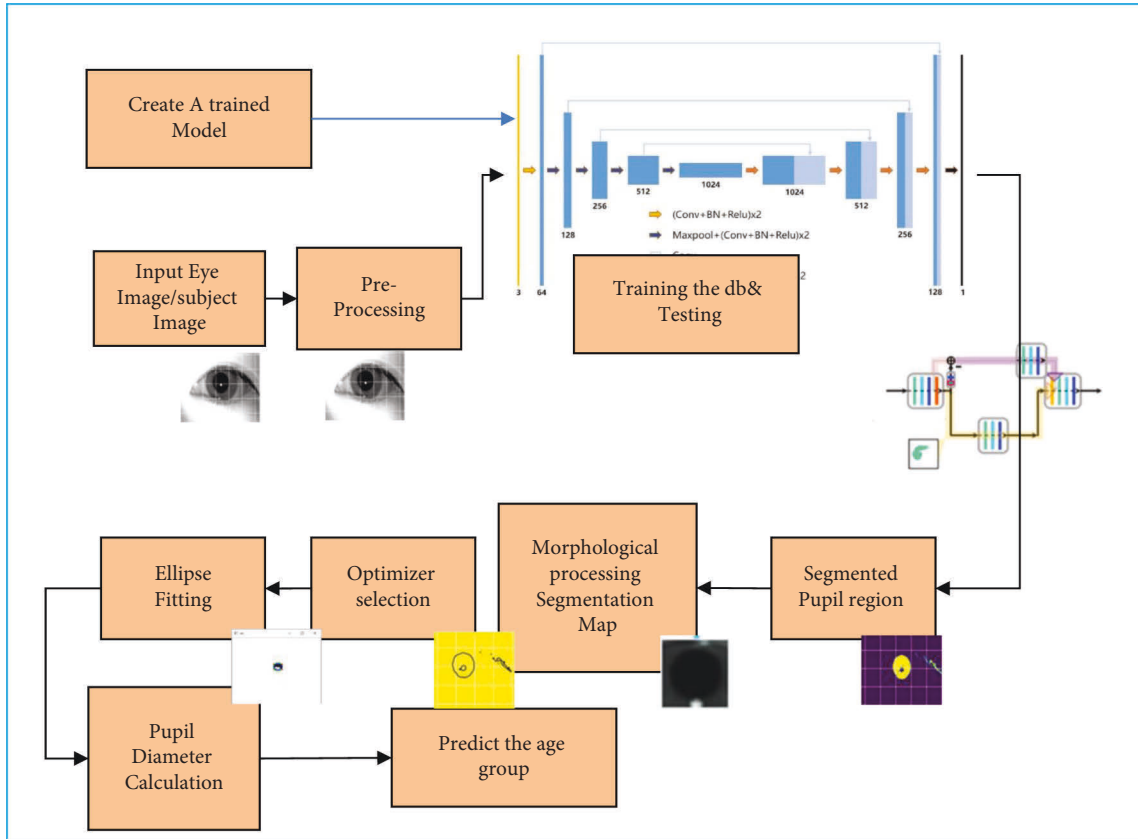 Create A trained
Model
Input Eye
Image/subject
Image
Pre-
Processing
3
64
128
256
512
1024
1024
512
256
128
1
(Conv+BN+Relu)x2
Maxpool+(Conv+BN+Relu)x2
Training the db&
Testing
Segmented
Pupil region
Morphological
processing
Segmentation
Map
Optimizer
selection
Ellipse
Fitting
Pupil
Diameter
Calculation
Predict the age
group